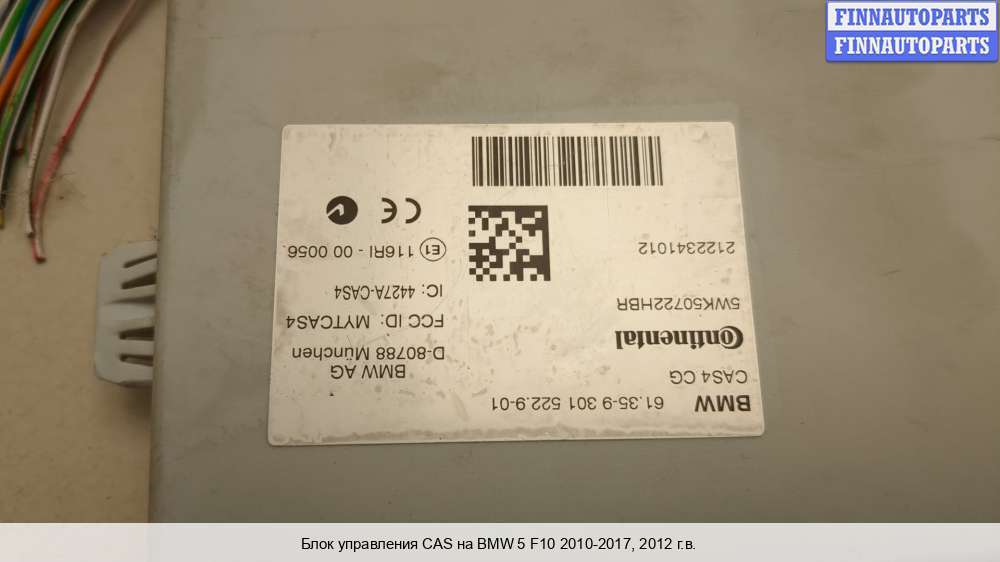 FINNAUTOPARTS
FINNAUTOPARTS
BMW 61.35-9 301 522.9-01
CAS4 CG
Continental
5WK50722HBR
2122341012
BMW AG
D-80788 München
FCC ID: MYTCAS4
IC: 4427A-CAS4
E1 116RI - 00 0056
CE
Блок управления CAS на BMW 5 F10 2010-2017, 2012 г.в.